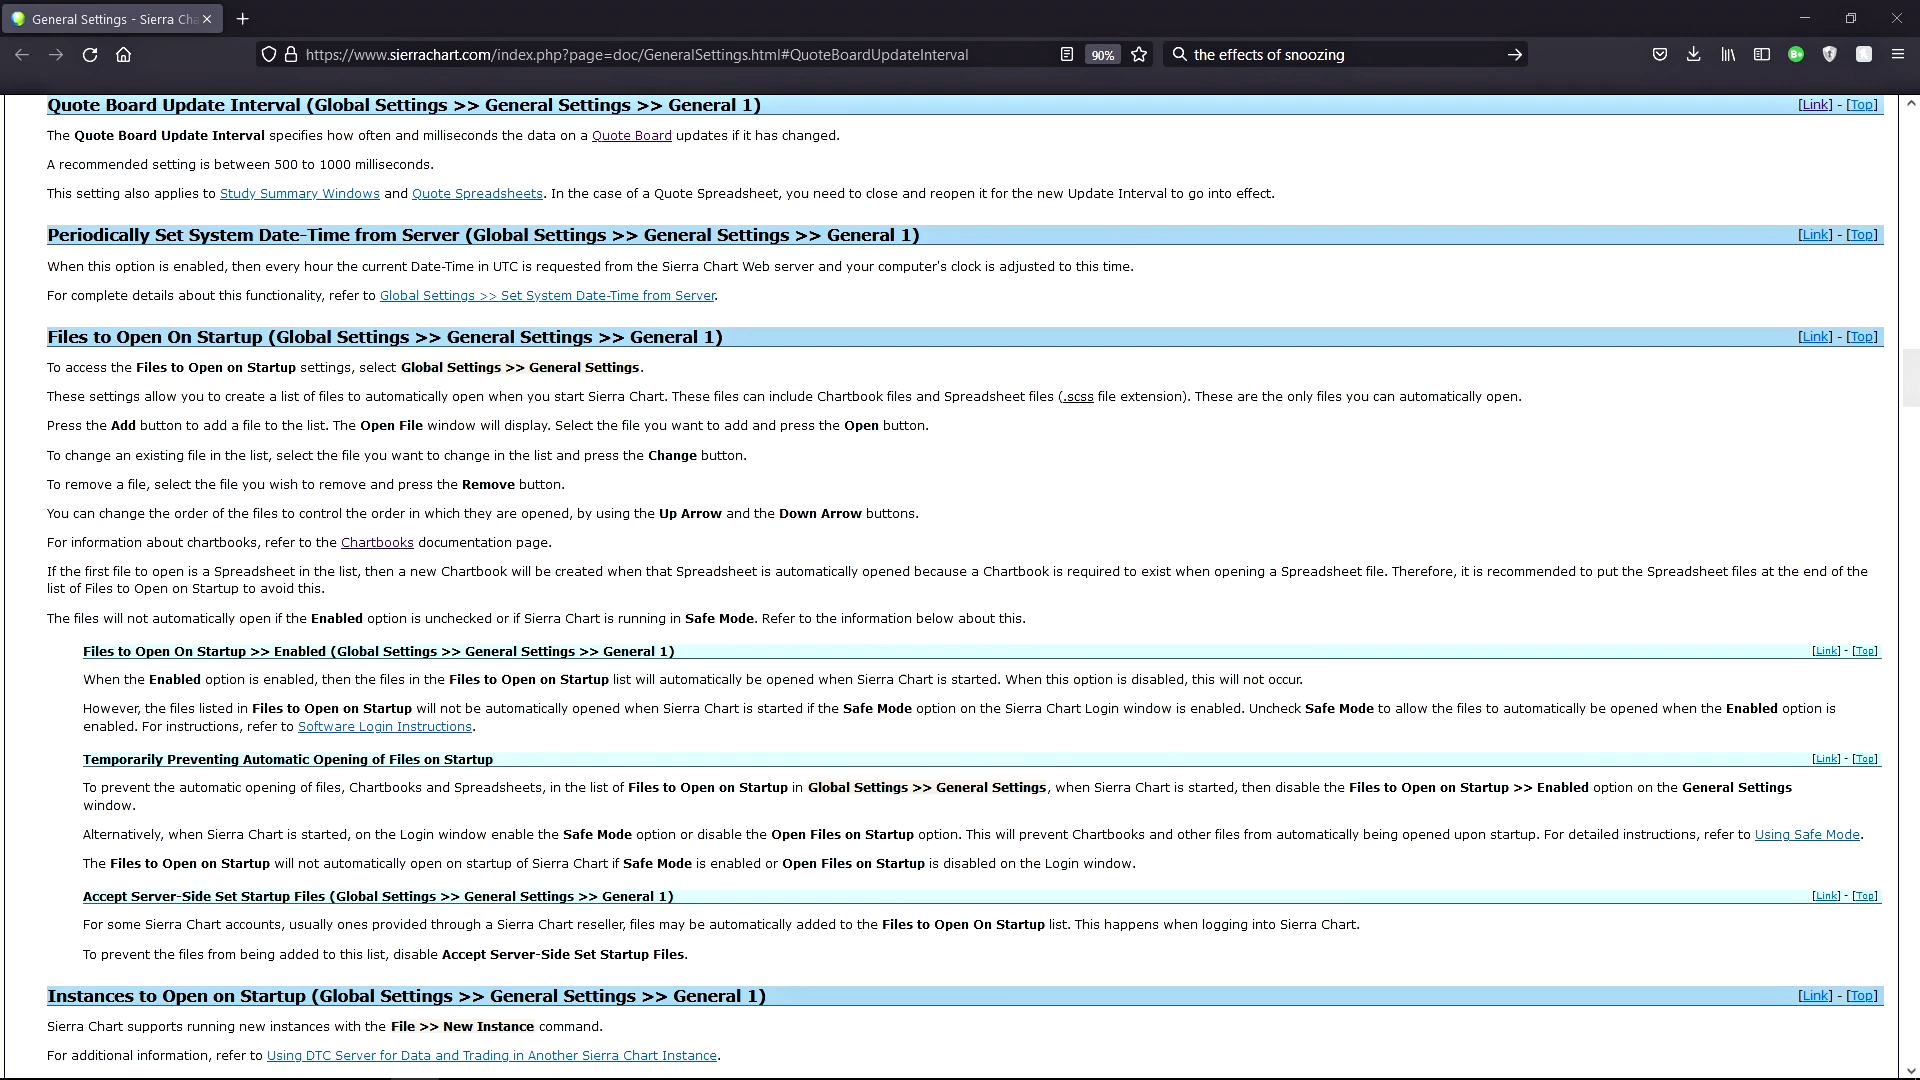 General Settings - Sierra Cha
https://www.sierrachart.com/index.php?page=doc/GeneralSettings.html#QuoteBoardUpdateInterval
90%
the effects of snoozing
Quote Board Update Interval (Global Settings >> General Settings >> General 1) [Link] - [Top]
The Quote Board Update Interval specifies how often and milliseconds the data on a Quote Board updates if it has changed.
A recommended setting is between 500 to 1000 milliseconds.
This setting also applies to Study Summary Windows and Quote Spreadsheets. In the case of a Quote Spreadsheet, you need to close and reopen it for the new Update Interval to go into effect.
Periodically Set System Date-Time from Server (Global Settings >> General Settings >> General 1) [Link] - [Top]
When this option is enabled, then every hour the current Date-Time in UTC is requested from the Sierra Chart Web server and your computer's clock is adjusted to this time.
For complete details about this functionality, refer to Global Settings >> Set System Date-Time from Server.
Files to Open On Startup (Global Settings >> General Settings >> General 1) [Link] - [Top]
To access the Files to Open on Startup settings, select Global Settings >> General Settings.
These settings allow you to create a list of files to automatically open when you start Sierra Chart. These files can include Chartbook files and Spreadsheet files (.scss file extension). These are the only files you can automatically open.
Press the Add button to add a file to the list. The Open File window will display. Select the file you want to add and press the Open button.
To change an existing file in the list, select the file you want to change in the list and press the Change button.
To remove a file, select the file you wish to remove and press the Remove button.
You can change the order of the files to control the order in which they are opened, by using the Up Arrow and the Down Arrow buttons.
For information about chartbooks, refer to the Chartbooks documentation page.
If the first file to open is a Spreadsheet in the list, then a new Chartbook will be created when that Spreadsheet is automatically opened because a Chartbook is required to exist when opening a Spreadsheet file. Therefore, it is recommended to put the Spreadsheet files at the end of the
list of Files to Open on Startup to avoid this.
The files will not automatically open if the Enabled option is unchecked or if Sierra Chart is running in Safe Mode. Refer to the information below about this.
Files to Open On Startup >> Enabled (Global Settings >> General Settings >> General 1) [Link] - [Top]
When the Enabled option is enabled, then the files in the Files to Open on Startup list will automatically be opened when Sierra Chart is started. When this option is disabled, this will not occur.
However, the files listed in Files to Open on Startup will not be automatically opened when Sierra Chart is started if the Safe Mode option on the Sierra Chart Login window is enabled. Uncheck Safe Mode to allow the files to automatically be opened when the Enabled option is
enabled. For instructions, refer to Software Login Instructions.
Temporarily Preventing Automatic Opening of Files on Startup [Link] - [Top]
To prevent the automatic opening of files, Chartbooks and Spreadsheets, in the list of Files to Open on Startup in Global Settings >> General Settings, when Sierra Chart is started, then disable the Files to Open on Startup >> Enabled option on the General Settings
window.
Alternatively, when Sierra Chart is started, on the Login window enable the Safe Mode option or disable the Open Files on Startup option. This will prevent Chartbooks and other files from automatically being opened upon startup. For detailed instructions, refer to Using Safe Mode.
The Files to Open on Startup will not automatically open on startup of Sierra Chart if Safe Mode is enabled or Open Files on Startup is disabled on the Login window.
Accept Server-Side Set Startup Files (Global Settings >> General Settings >> General 1) [Link] - [Top]
For some Sierra Chart accounts, usually ones provided through a Sierra Chart reseller, files may be automatically added to the Files to Open On Startup list. This happens when logging into Sierra Chart.
To prevent the files from being added to this list, disable Accept Server-Side Set Startup Files.
Instances to Open on Startup (Global Settings >> General Settings >> General 1) [Link] - [Top]
Sierra Chart supports running new instances with the File >> New Instance command.
For additional information, refer to Using DTC Server for Data and Trading in Another Sierra Chart Instance.